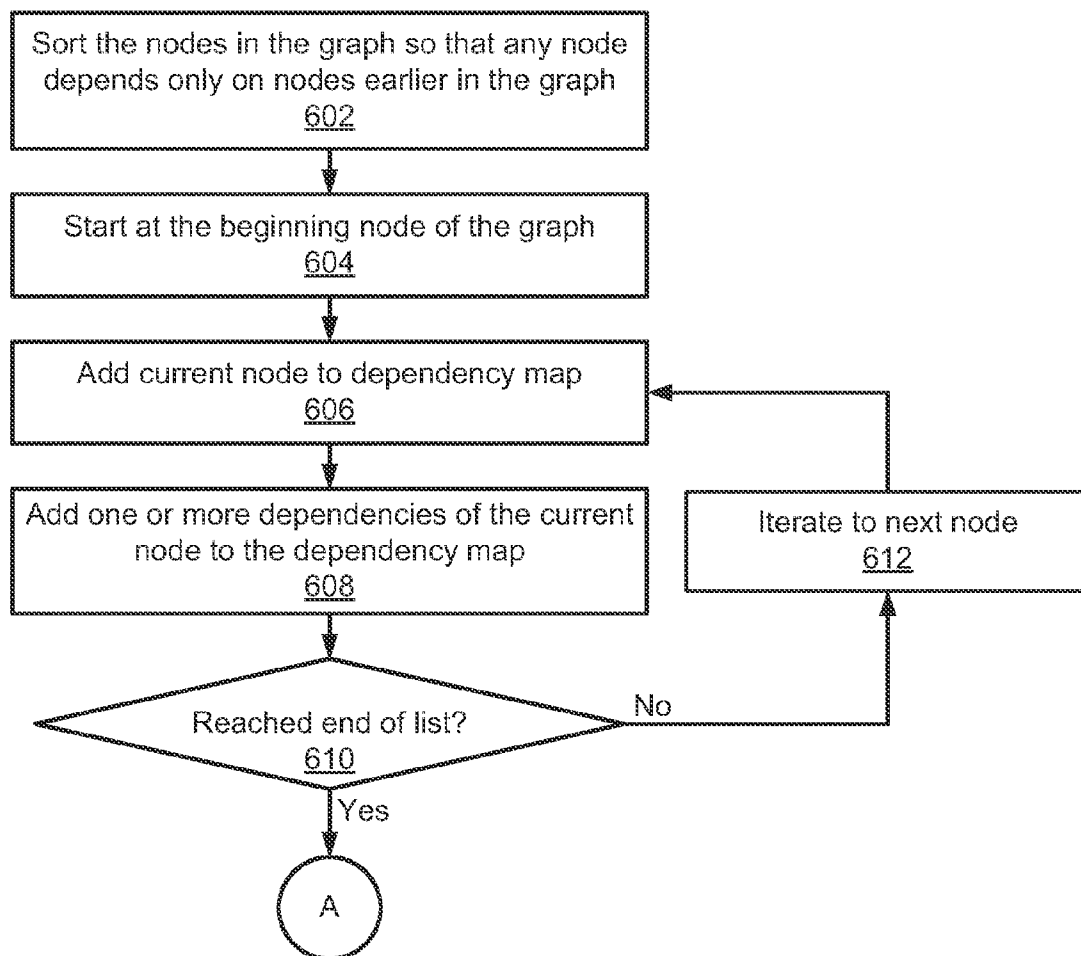 Sort the nodes in the graph so that any node
depends only on nodes earlier in the graph
602
Start at the beginning node of the graph
604
Add current node to dependency map
606
Add one or more dependencies of the current
node to the dependency map
608
Iterate to next node
612
Reached end of list?
610
No
Yes
A